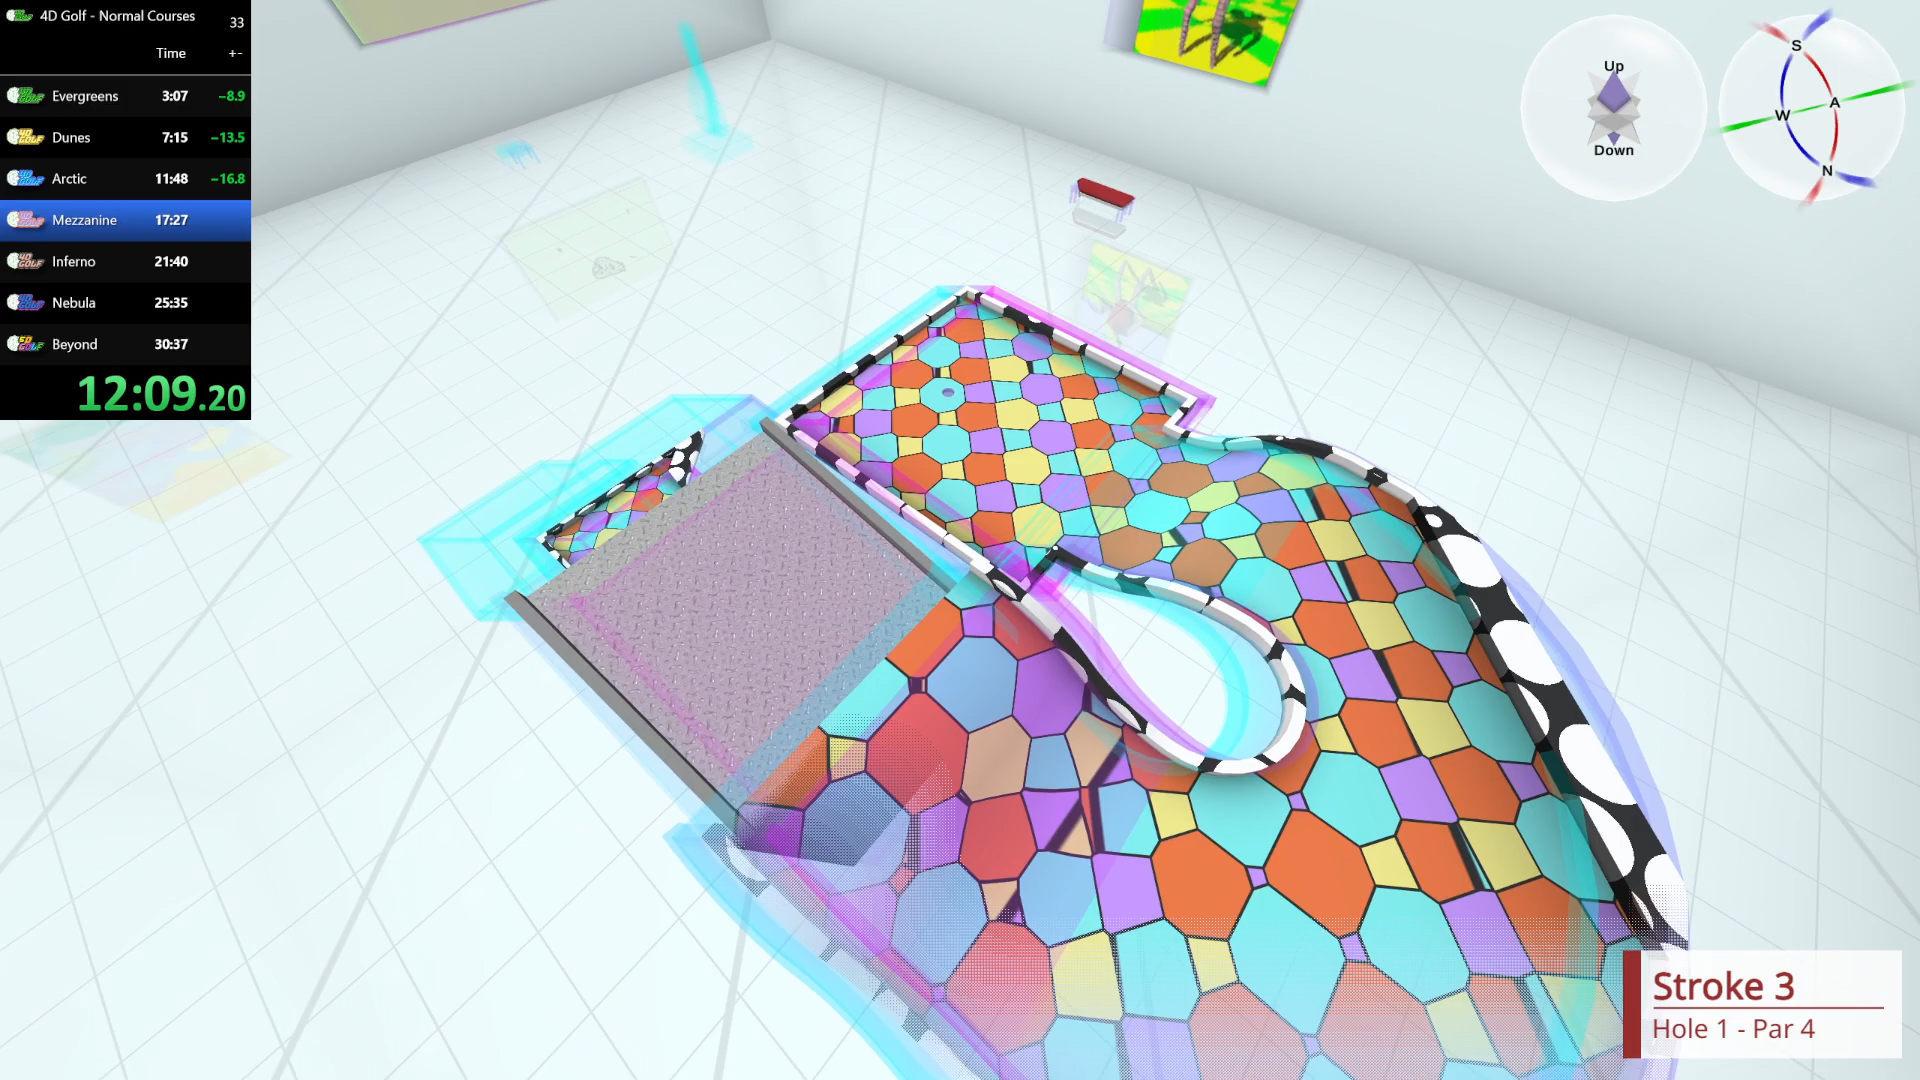 4D Golf - Normal Courses
33
Time +-
Evergreens 3:07 −8.9
Dunes 7:15 −13.5
Arctic 11:48 −16.8
Mezzanine 17:27
Inferno 21:40
Nebula 25:35
Beyond 30:37
12:09.20
Up
Down
S
A
W
N
Stroke 3
Hole 1 - Par 4